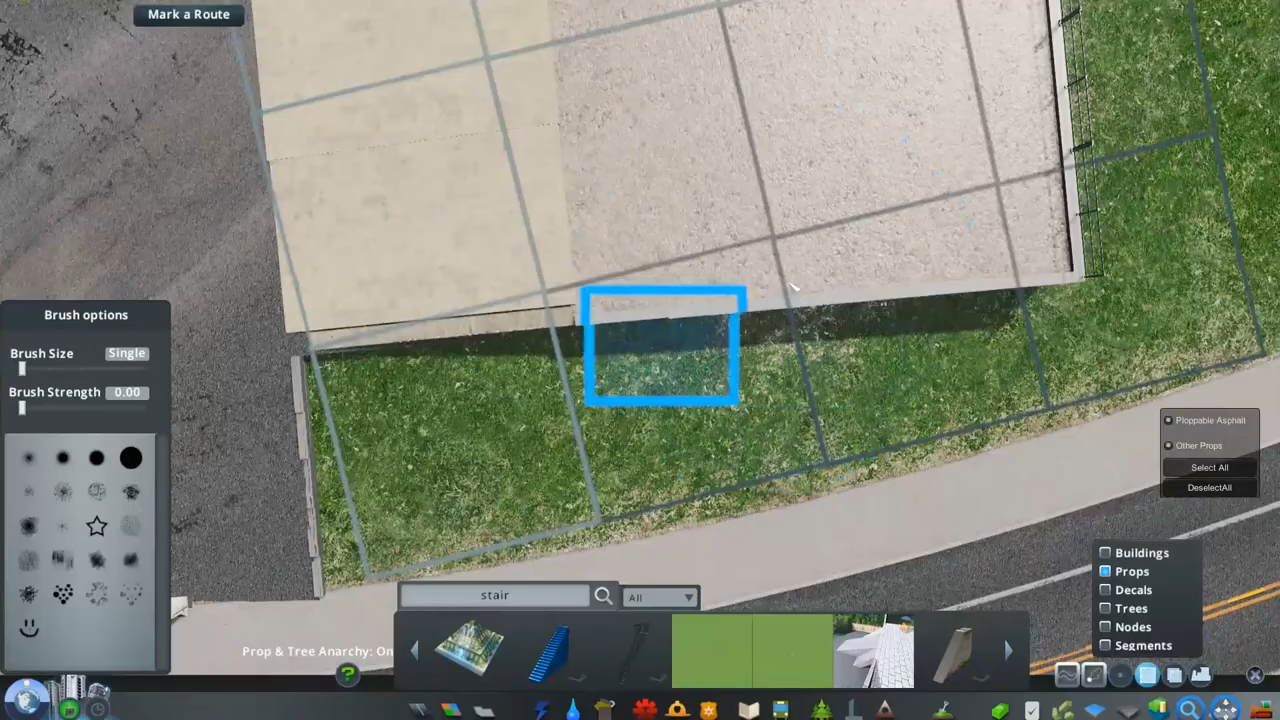 Mark a Route
Brush options
Brush Size Single
Brush Strength 0.00
Ploppable Asphalt
Other Props
Select All
DeselectAll
Buildings
Props
Decals
Trees
Nodes
Segments
stair
All
Prop & Tree Anarchy: On
?